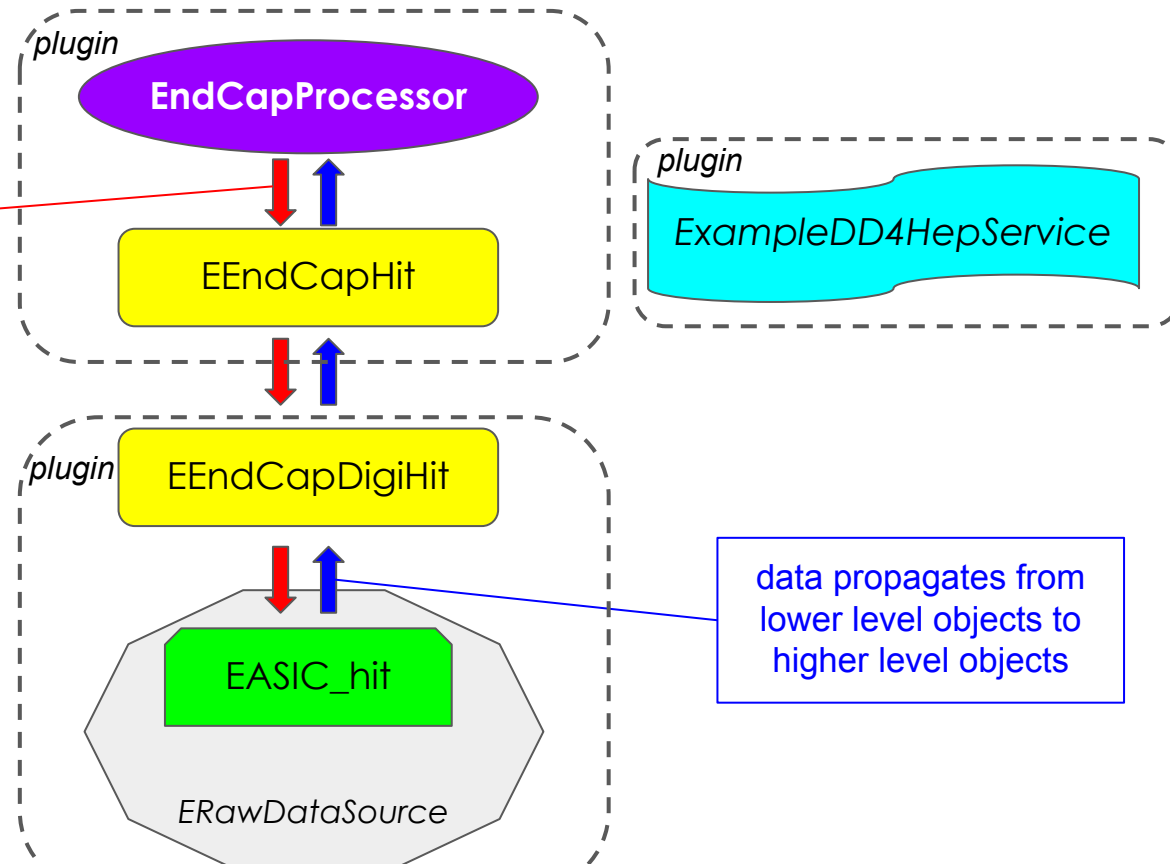 plugin
EndCapProcessor
plugin
ExampleDD4HepService
EEndCapHit
plugin
EEndCapDigiHit
data propagates from
lower level objects to
higher level objects
EASIC_hit
ERawDataSource